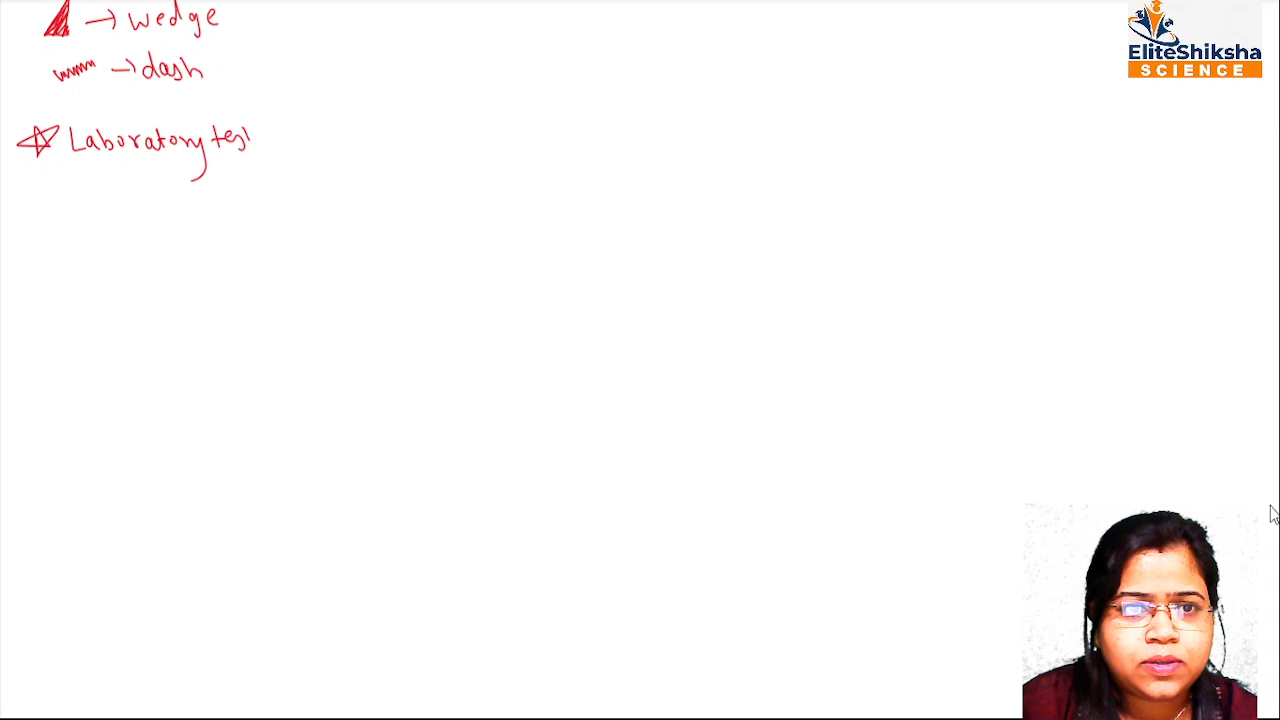 → wedge
→ dash
☆ Laboratory test
EliteShiksha
SCIENCE